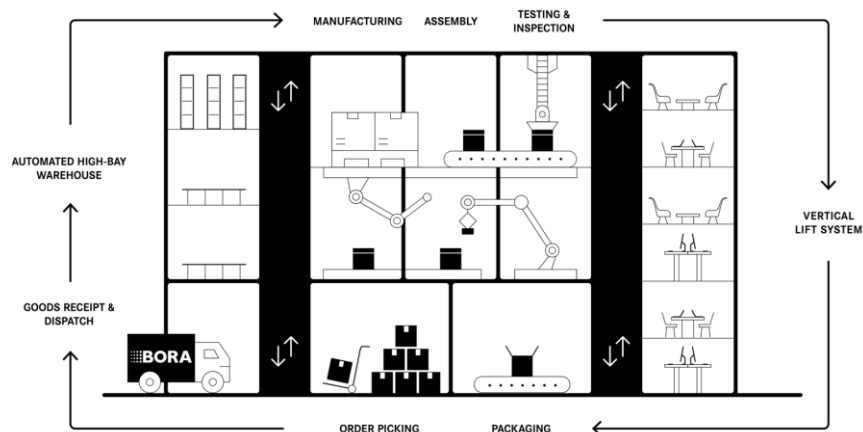 MANUFACTURING
ASSEMBLY
TESTING &
INSPECTION
AUTOMATED HIGH-BAY
WAREHOUSE
VERTICAL
LIFT SYSTEM
GOODS RECEIPT &
DISPATCH
BORA
ORDER PICKING
PACKAGING